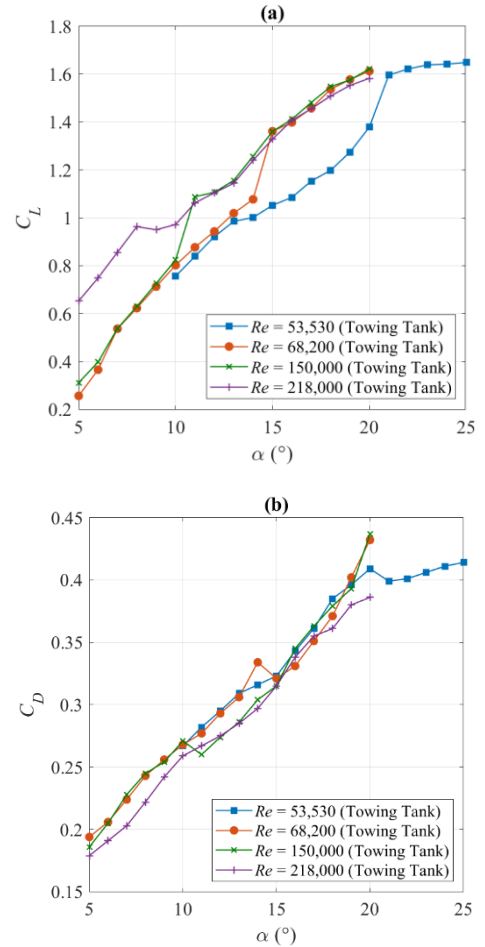 (a)
1.8
1.6
1.4
1.2
1
0.8
0.6
0.4
0.2
C_L
Re = 53,530 (Towing Tank)
Re = 68,200 (Towing Tank)
Re = 150,000 (Towing Tank)
Re = 218,000 (Towing Tank)
5 10 15 20 25
α (°)
(b)
0.45
0.4
0.35
0.3
0.25
0.2
0.15
C_D
Re = 53,530 (Towing Tank)
Re = 68,200 (Towing Tank)
Re = 150,000 (Towing Tank)
Re = 218,000 (Towing Tank)
5 10 15 20 25
α (°)